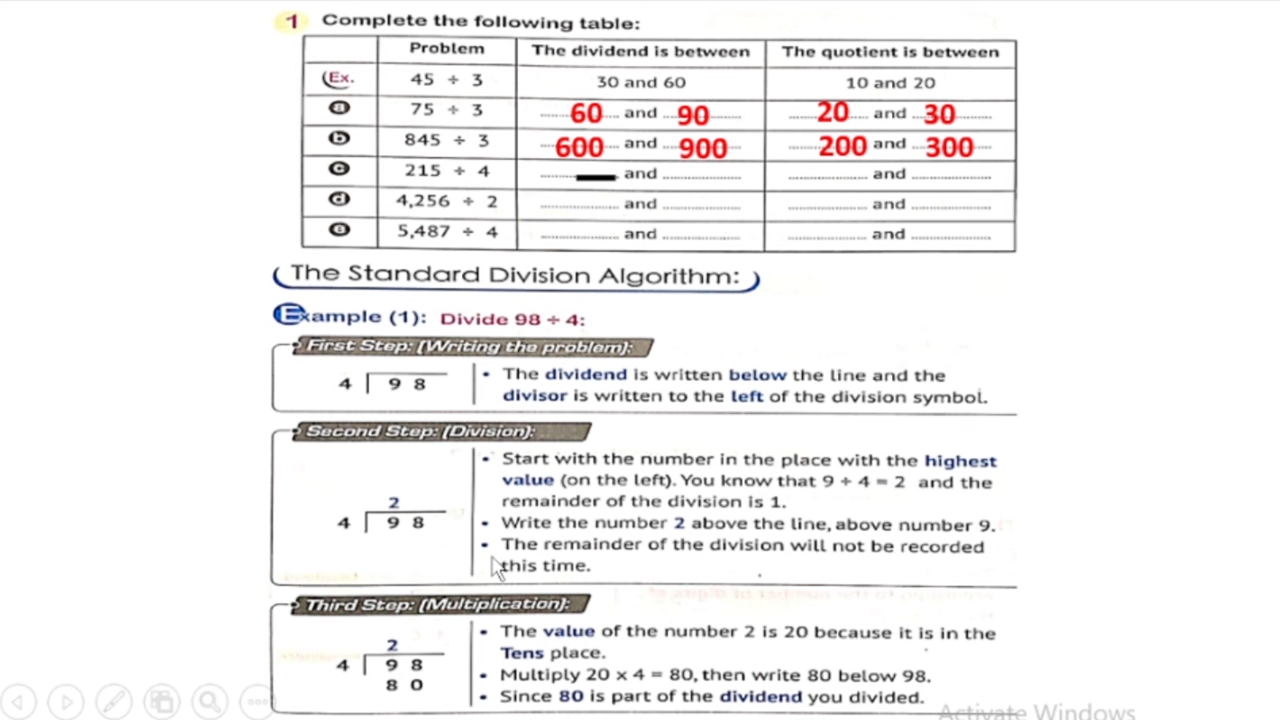 1 Complete the following table:
Problem The dividend is between The quotient is between
Ex. 45 ÷ 3 30 and 60 10 and 20
a 75 ÷ 3 60 and 90 20 and 30
b 845 ÷ 3 600 and 900 200 and 300
c 215 ÷ 4 and and
d 4,256 ÷ 2 and and
e 5,487 ÷ 4 and and
The Standard Division Algorithm:
Example (1): Divide 98 ÷ 4:
First Step: (Writing the problem):
4 98
• The dividend is written below the line and the
divisor is written to the left of the division symbol.
Second Step: (Division):
2
4 98
• Start with the number in the place with the highest
value (on the left). You know that 9 ÷ 4 = 2 and the
remainder of the division is 1.
• Write the number 2 above the line, above number 9.
• The remainder of the division will not be recorded
this time.
Third Step: (Multiplication):
2
4 98
80
• The value of the number 2 is 20 because it is in the
Tens place.
• Multiply 20 x 4 = 80, then write 80 below 98.
• Since 80 is part of the dividend you divided.
Activate Windows